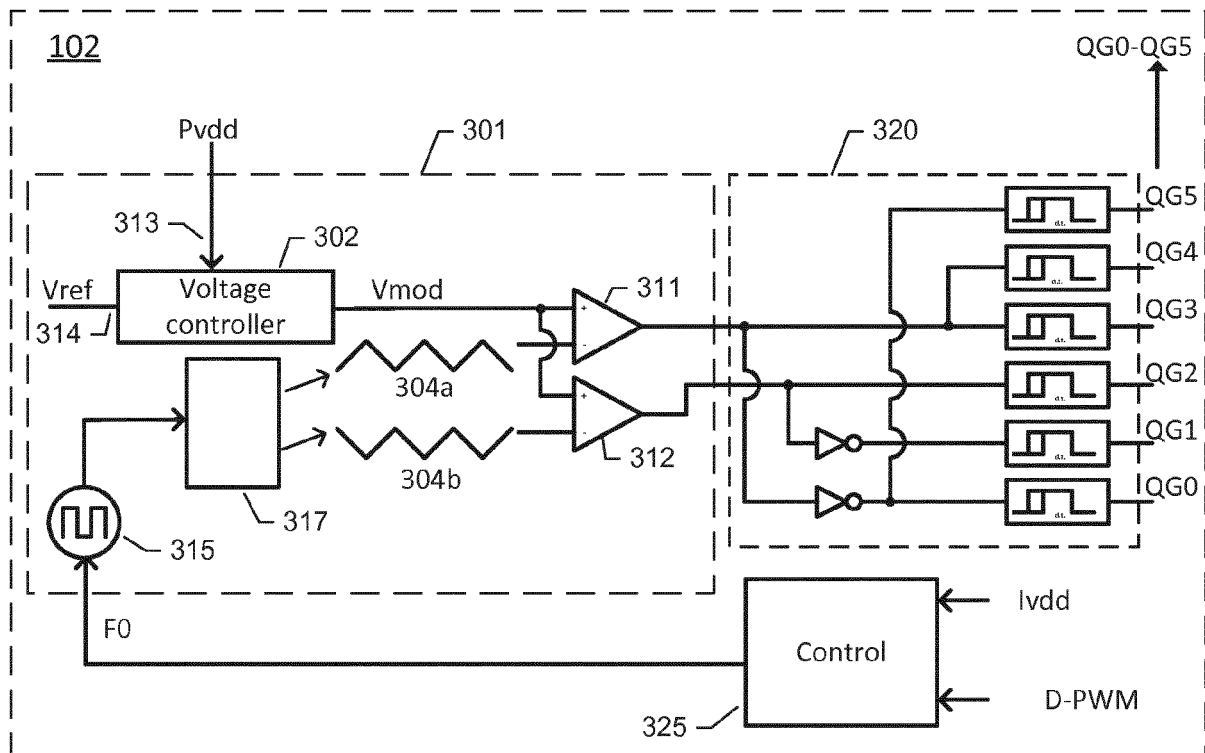 102
QG0-QG5
Pvdd
301
320
313
302
QG5
d.t.
Vref
Voltage
controller
Vmod
311
QG4
d.t.
314
QG3
d.t.
304a
QG2
d.t.
312
QG1
d.t.
304b
317
QG0
d.t.
315
F0
Control
Ivdd
D-PWM
325
+
-
+
-